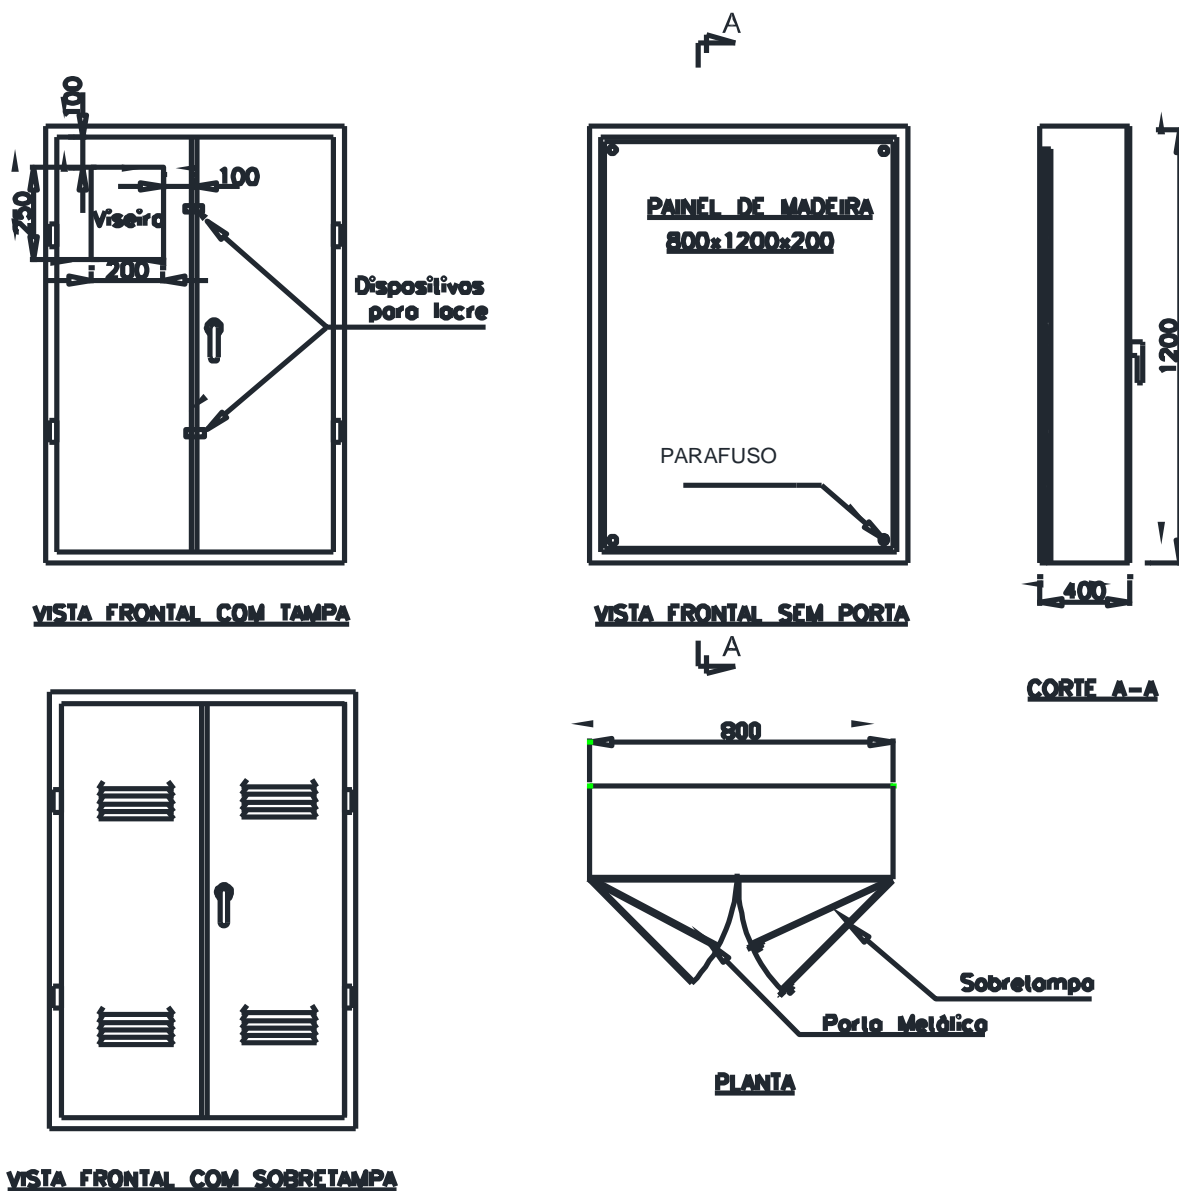 A
100
100
250
Viseira
200
Dispositivos
para lacre
PAINEL DE MADEIRA
800x1200x200
PARAFUSO
1200
400
VISTA FRONTAL COM TAMPA
VISTA FRONTAL SEM PORTA
A
CORTE A-A
800
Sobretampa
Porta Metálica
PLANTA
VISTA FRONTAL COM SOBRETAMPA